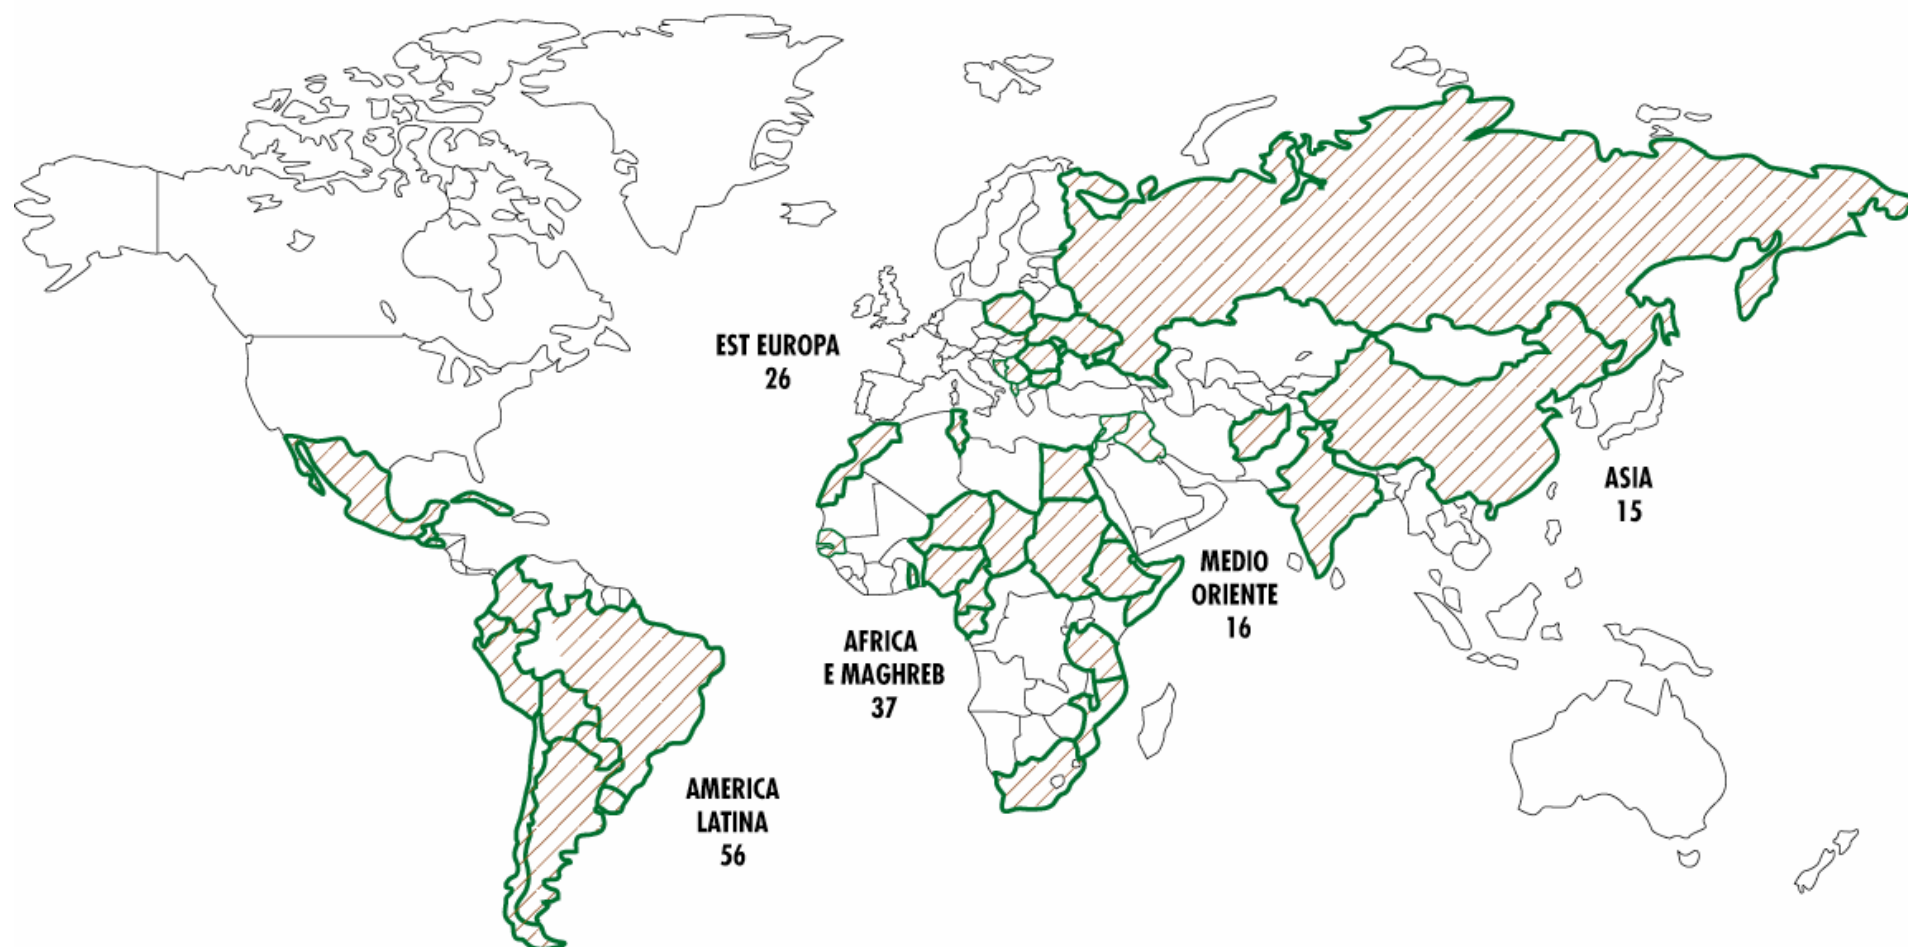 EST EUROPA
26
ASIA
15
MEDIO
ORIENTE
16
AFRICA
E MAGHREB
37
AMERICA
LATINA
56